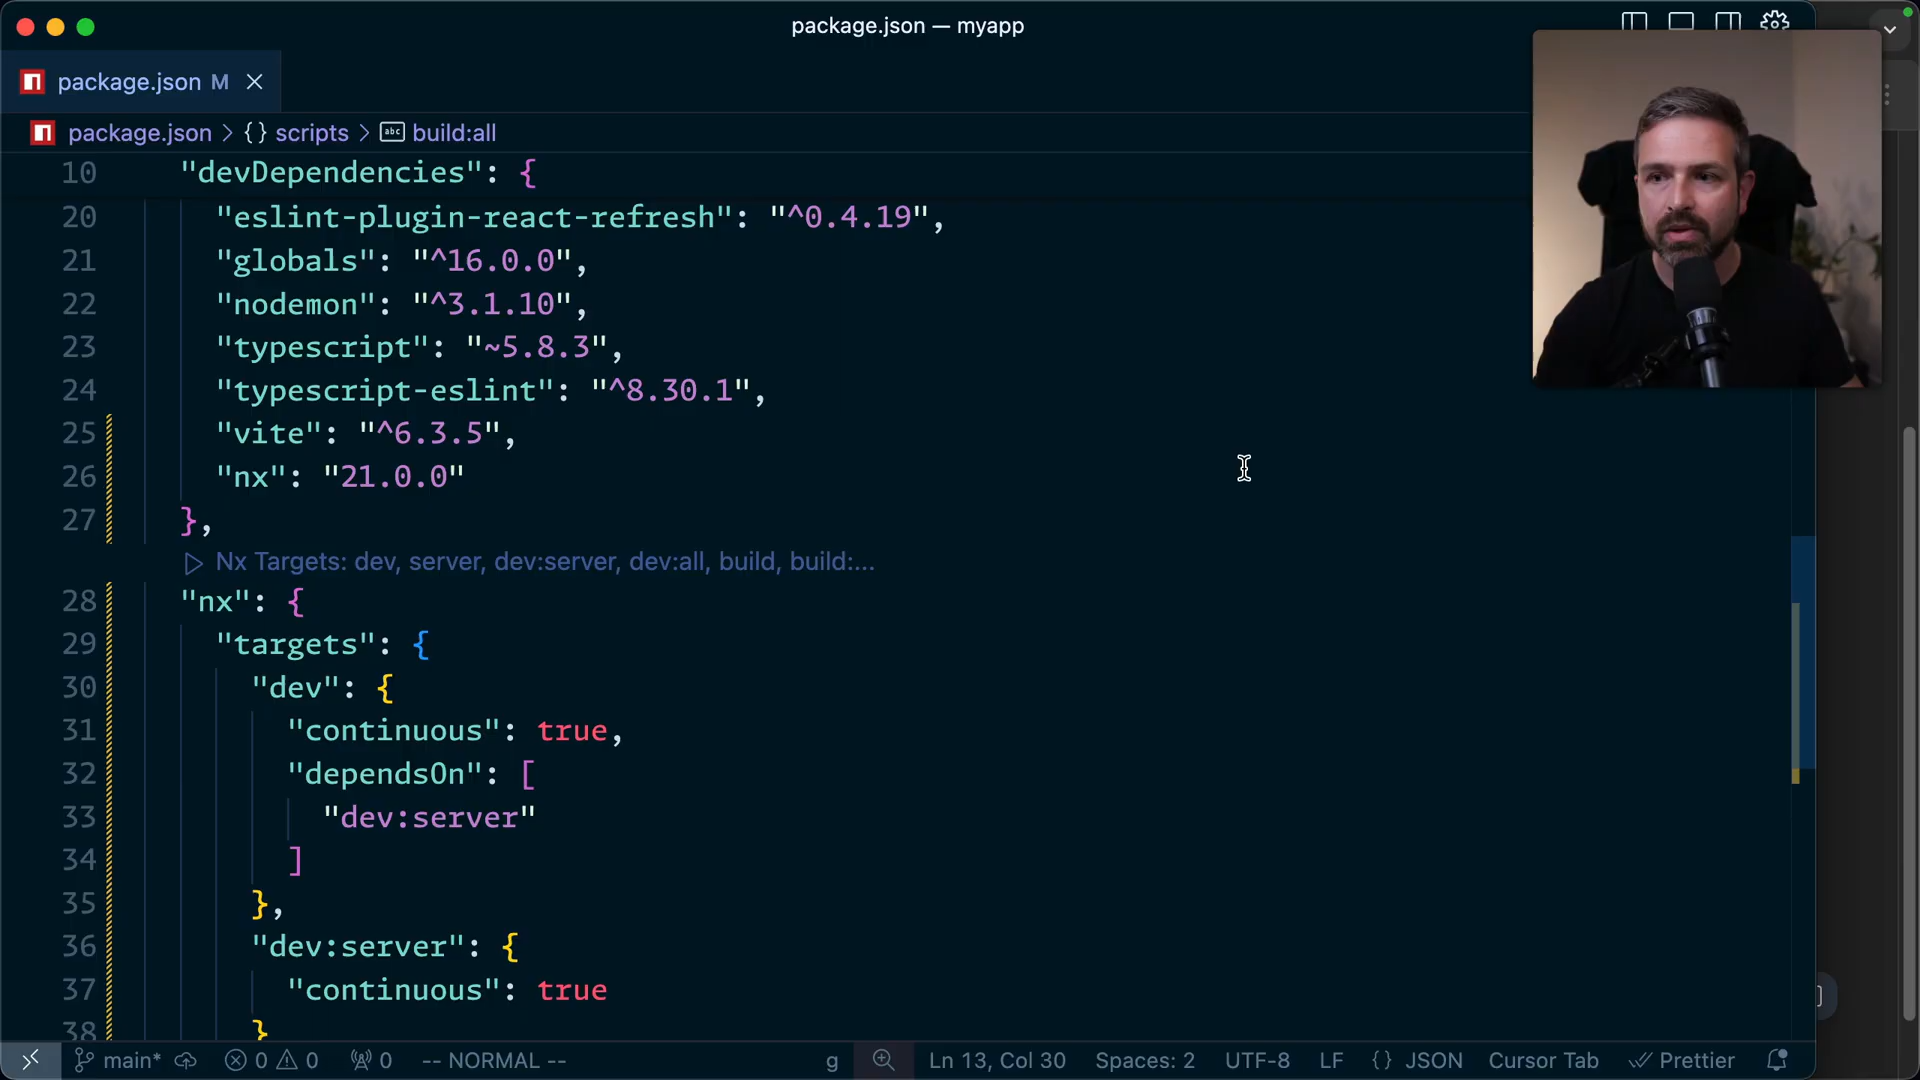 package.json — myapp
package.json M
package.json > {} scripts > abc build:all
10 "devDependencies": {
20 "eslint-plugin-react-refresh": "^0.4.19",
21 "globals": "^16.0.0",
22 "nodemon": "^3.1.10",
23 "typescript": "~5.8.3",
24 "typescript-eslint": "^8.30.1",
25 "vite": "^6.3.5",
26 "nx": "21.0.0"
27 },
Nx Targets: dev, server, dev:server, dev:all, build, build:...
28 "nx": {
29 "targets": {
30 "dev": {
31 "continuous": true,
32 "dependsOn": [
33 "dev:server"
34 ]
35 },
36 "dev:server": {
37 "continuous": true
38 }
main* 0 0 0 -- NORMAL -- g Ln 13, Col 30 Spaces: 2 UTF-8 LF {} JSON Cursor Tab Prettier